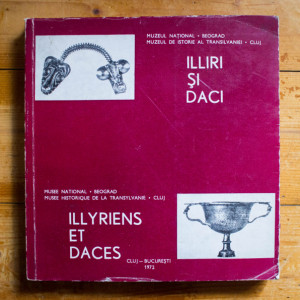 MUZEUL NAȚIONAL · BEOGRAD
MUZEUL DE ISTORIE AL TRANSILVANIEI · CLUJ
ILLIRI
ȘI
DACI
MUSEE NATIONAL · BEOGRAD
MUSEE HISTORIQUE DE LA TRANSYLVANIE · CLUJ
ILLYRIENS
ET
DACES
CLUJ – BUCUREȘTI
1972